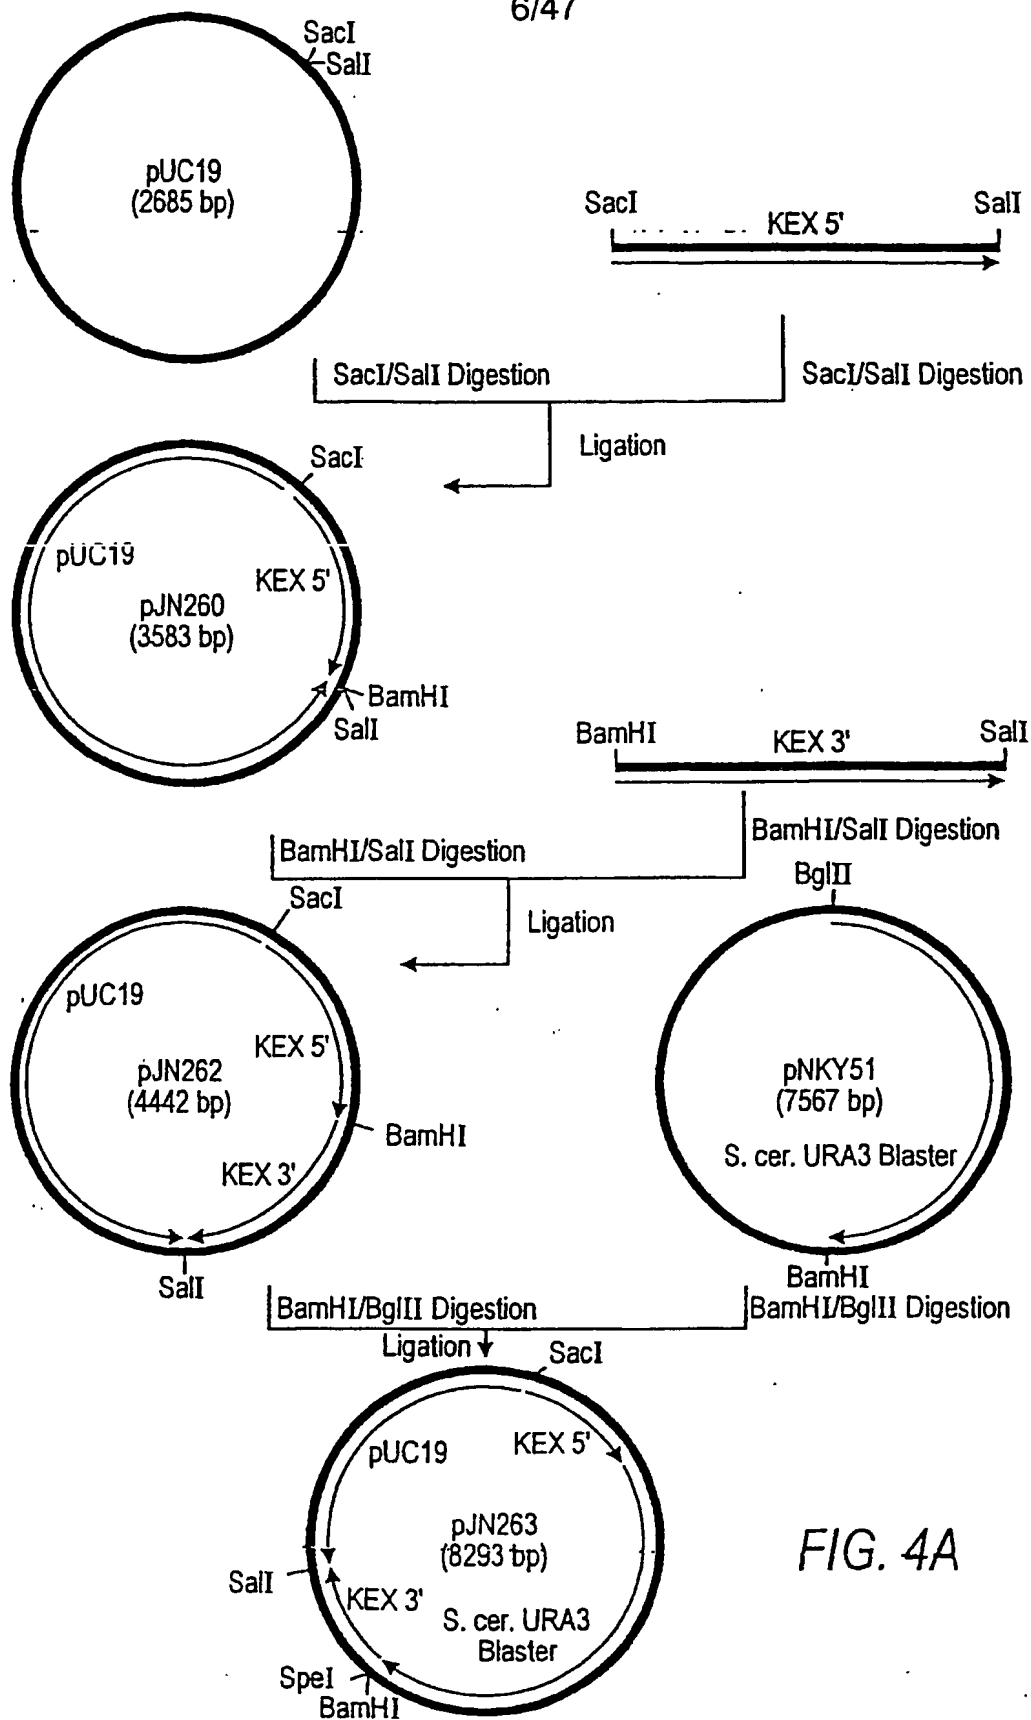 6/47
SacI
SalI
pUC19
(2685 bp)
SacI
KEX 5'
SalI
SacI/SalI Digestion
SacI/SalI Digestion
Ligation
SacI
pUC19
KEX 5'
pJN260
(3583 bp)
BamHI
SalI
BamHI
KEX 3'
SalI
BamHI/SalI Digestion
BamHI/SalI Digestion
Ligation
SacI
pUC19
KEX 5'
pJN262
(4442 bp)
BamHI
KEX 3'
SalI
BglII
pNKY51
(7567 bp)
S. cer. URA3 Blaster
BamHI
BamHI/BglII Digestion
BamHI/BglII Digestion
Ligation
SacI
pUC19
KEX 5'
pJN263
(8293 bp)
SalI
KEX 3'
S. cer. URA3
Blaster
SpeI
BamHI
FIG. 4A